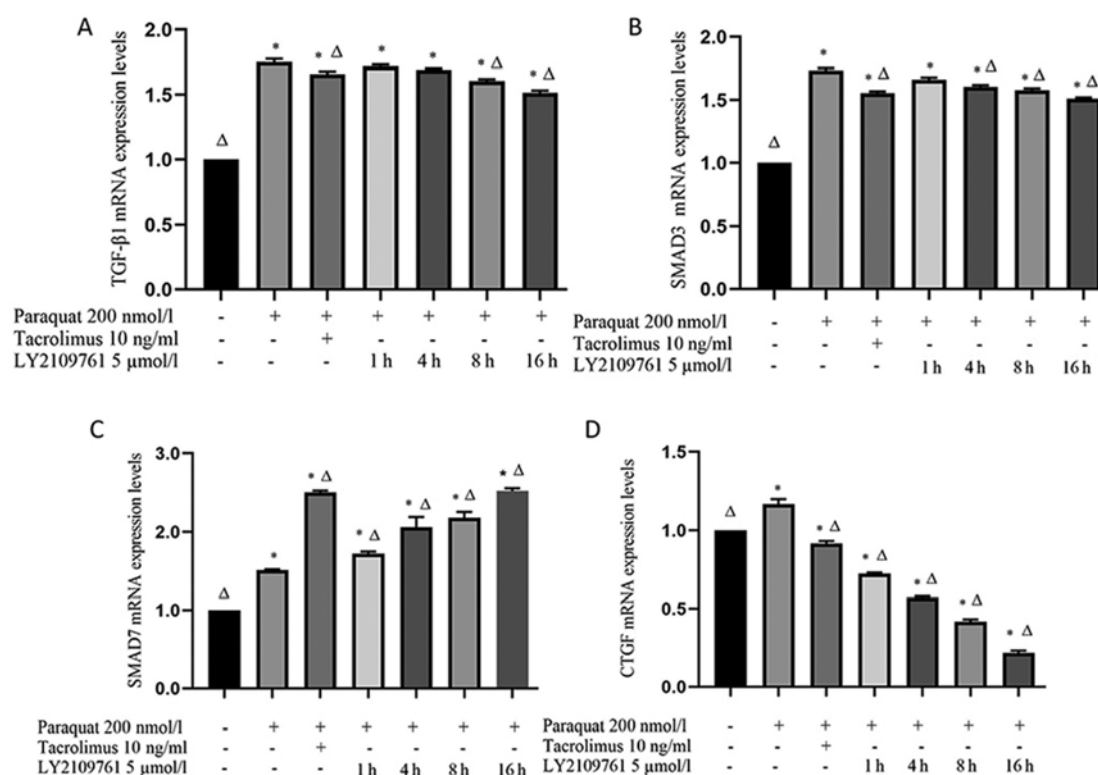 A
TGF-β1 mRNA expression levels
2.0
1.5
1.0
0.5
0.0
Δ
*
* Δ
*
*
* Δ
* Δ
Paraquat 200 nmol/l - + + + + + +
Tacrolimus 10 ng/ml - - + - - - -
LY2109761 5 μmol/l - - - 1 h 4 h 8 h 16 h
B
SMAD3 mRNA expression levels
2.0
1.5
1.0
0.5
0.0
Δ
*
* Δ
*
* Δ
* Δ
* Δ
Paraquat 200 nmol/l - + + + + + +
Tacrolimus 10 ng/ml - - + - - - -
LY2109761 5 μmol/l - - - 1 h 4 h 8 h 16 h
C
SMAD7 mRNA expression levels
3.0
2.0
1.0
0.0
Δ
*
* Δ
* Δ
* Δ
* Δ
★ Δ
Paraquat 200 nmol/l - + + + + + +
Tacrolimus 10 ng/ml - - + - - - -
LY2109761 5 μmol/l - - - 1 h 4 h 8 h 16 h
D
CTGF mRNA expression levels
1.5
1.0
0.5
0.0
Δ
*
* Δ
* Δ
* Δ
* Δ
* Δ
Paraquat 200 nmol/l - + + + + + +
Tacrolimus 10 ng/ml - - + - - - -
LY2109761 5 μmol/l - - - 1 h 4 h 8 h 16 h